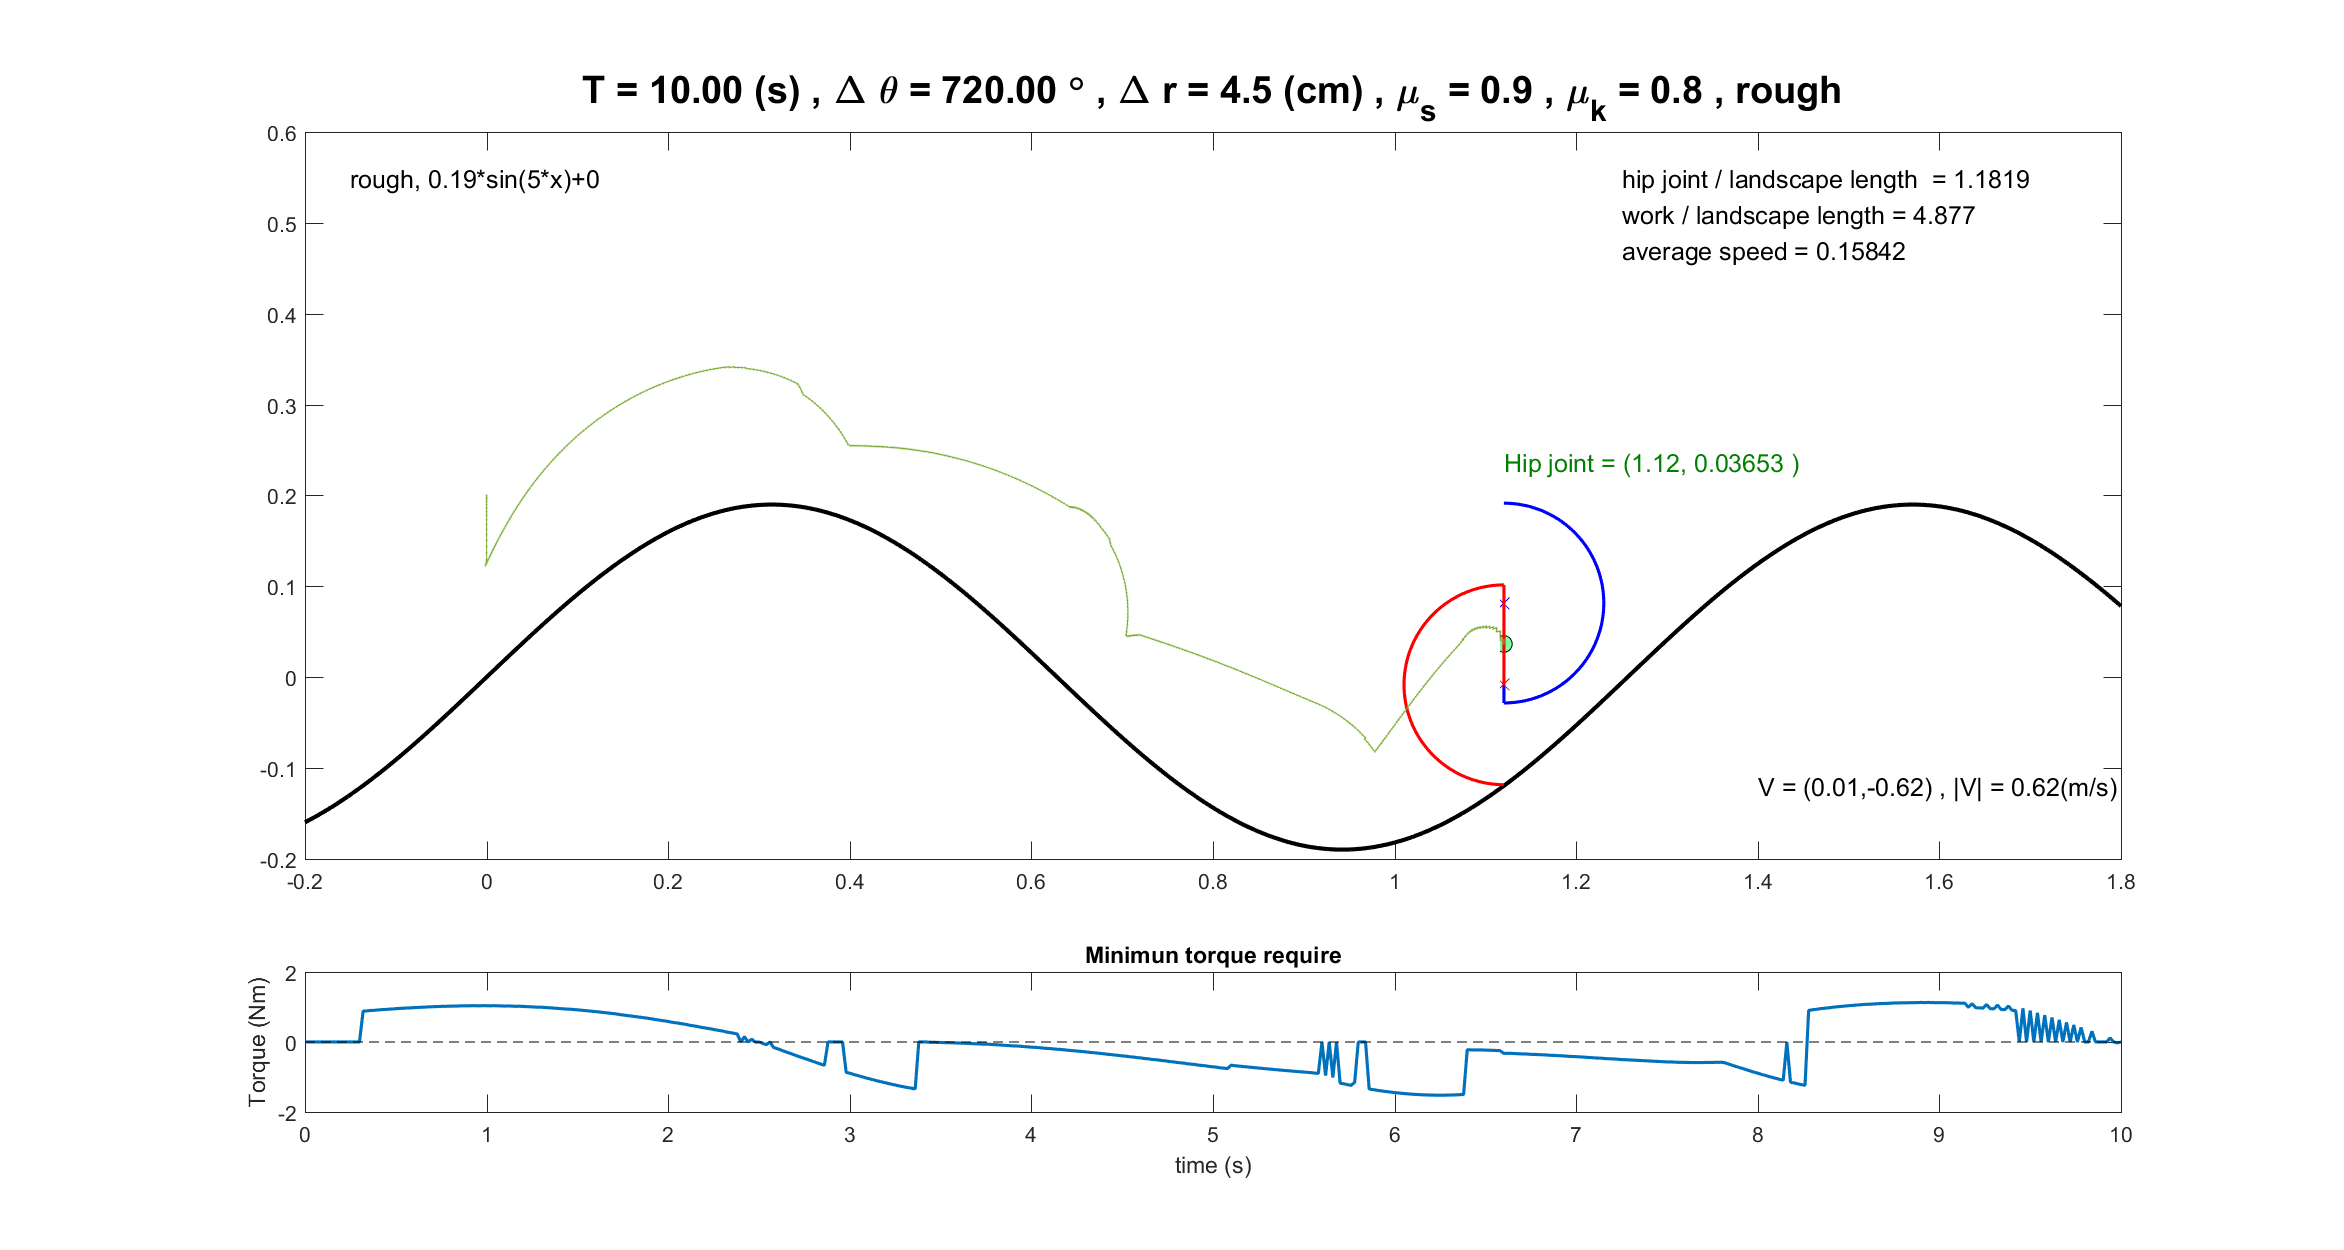 T = 10.00 (s) , Δ θ = 720.00 ° , Δ r = 4.5 (cm) , μs = 0.9 , μk = 0.8 , rough
0.6
0.5
0.4
0.3
0.2
0.1
0
-0.1
-0.2
rough, 0.19*sin(5*x)+0
hip joint / landscape length = 1.1819
work / landscape length = 4.877
average speed = 0.15842
Hip joint = (1.12, 0.03653 )
V = (0.01,-0.62) , |V| = 0.62(m/s)
-0.2 0 0.2 0.4 0.6 0.8 1 1.2 1.4 1.6 1.8
Minimun torque require
Torque (Nm)
2
0
-2
0 1 2 3 4 5 6 7 8 9 10
time (s)